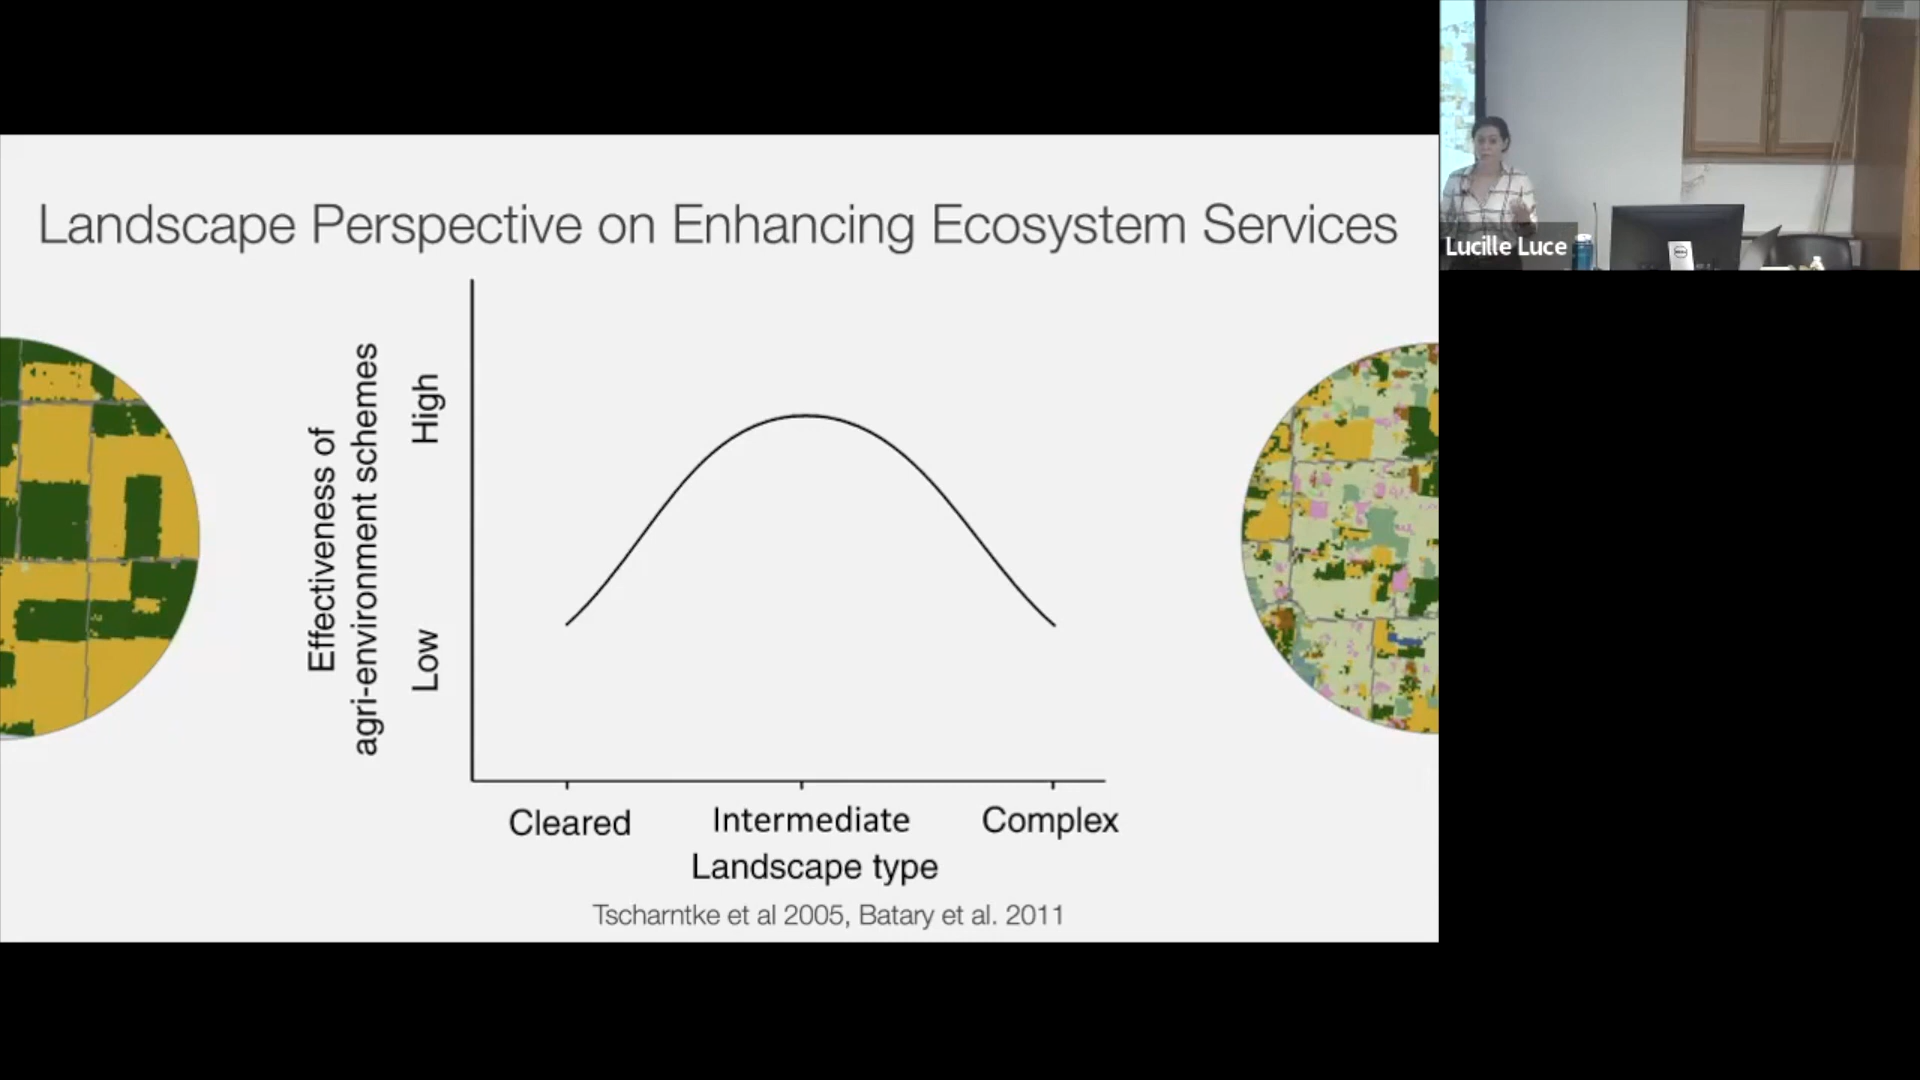 Landscape Perspective on Enhancing Ecosystem Services
Effectiveness of
agri-environment schemes
High
Low
Cleared
Intermediate
Complex
Landscape type
Tscharntke et al 2005, Batary et al. 2011
Lucille Luce